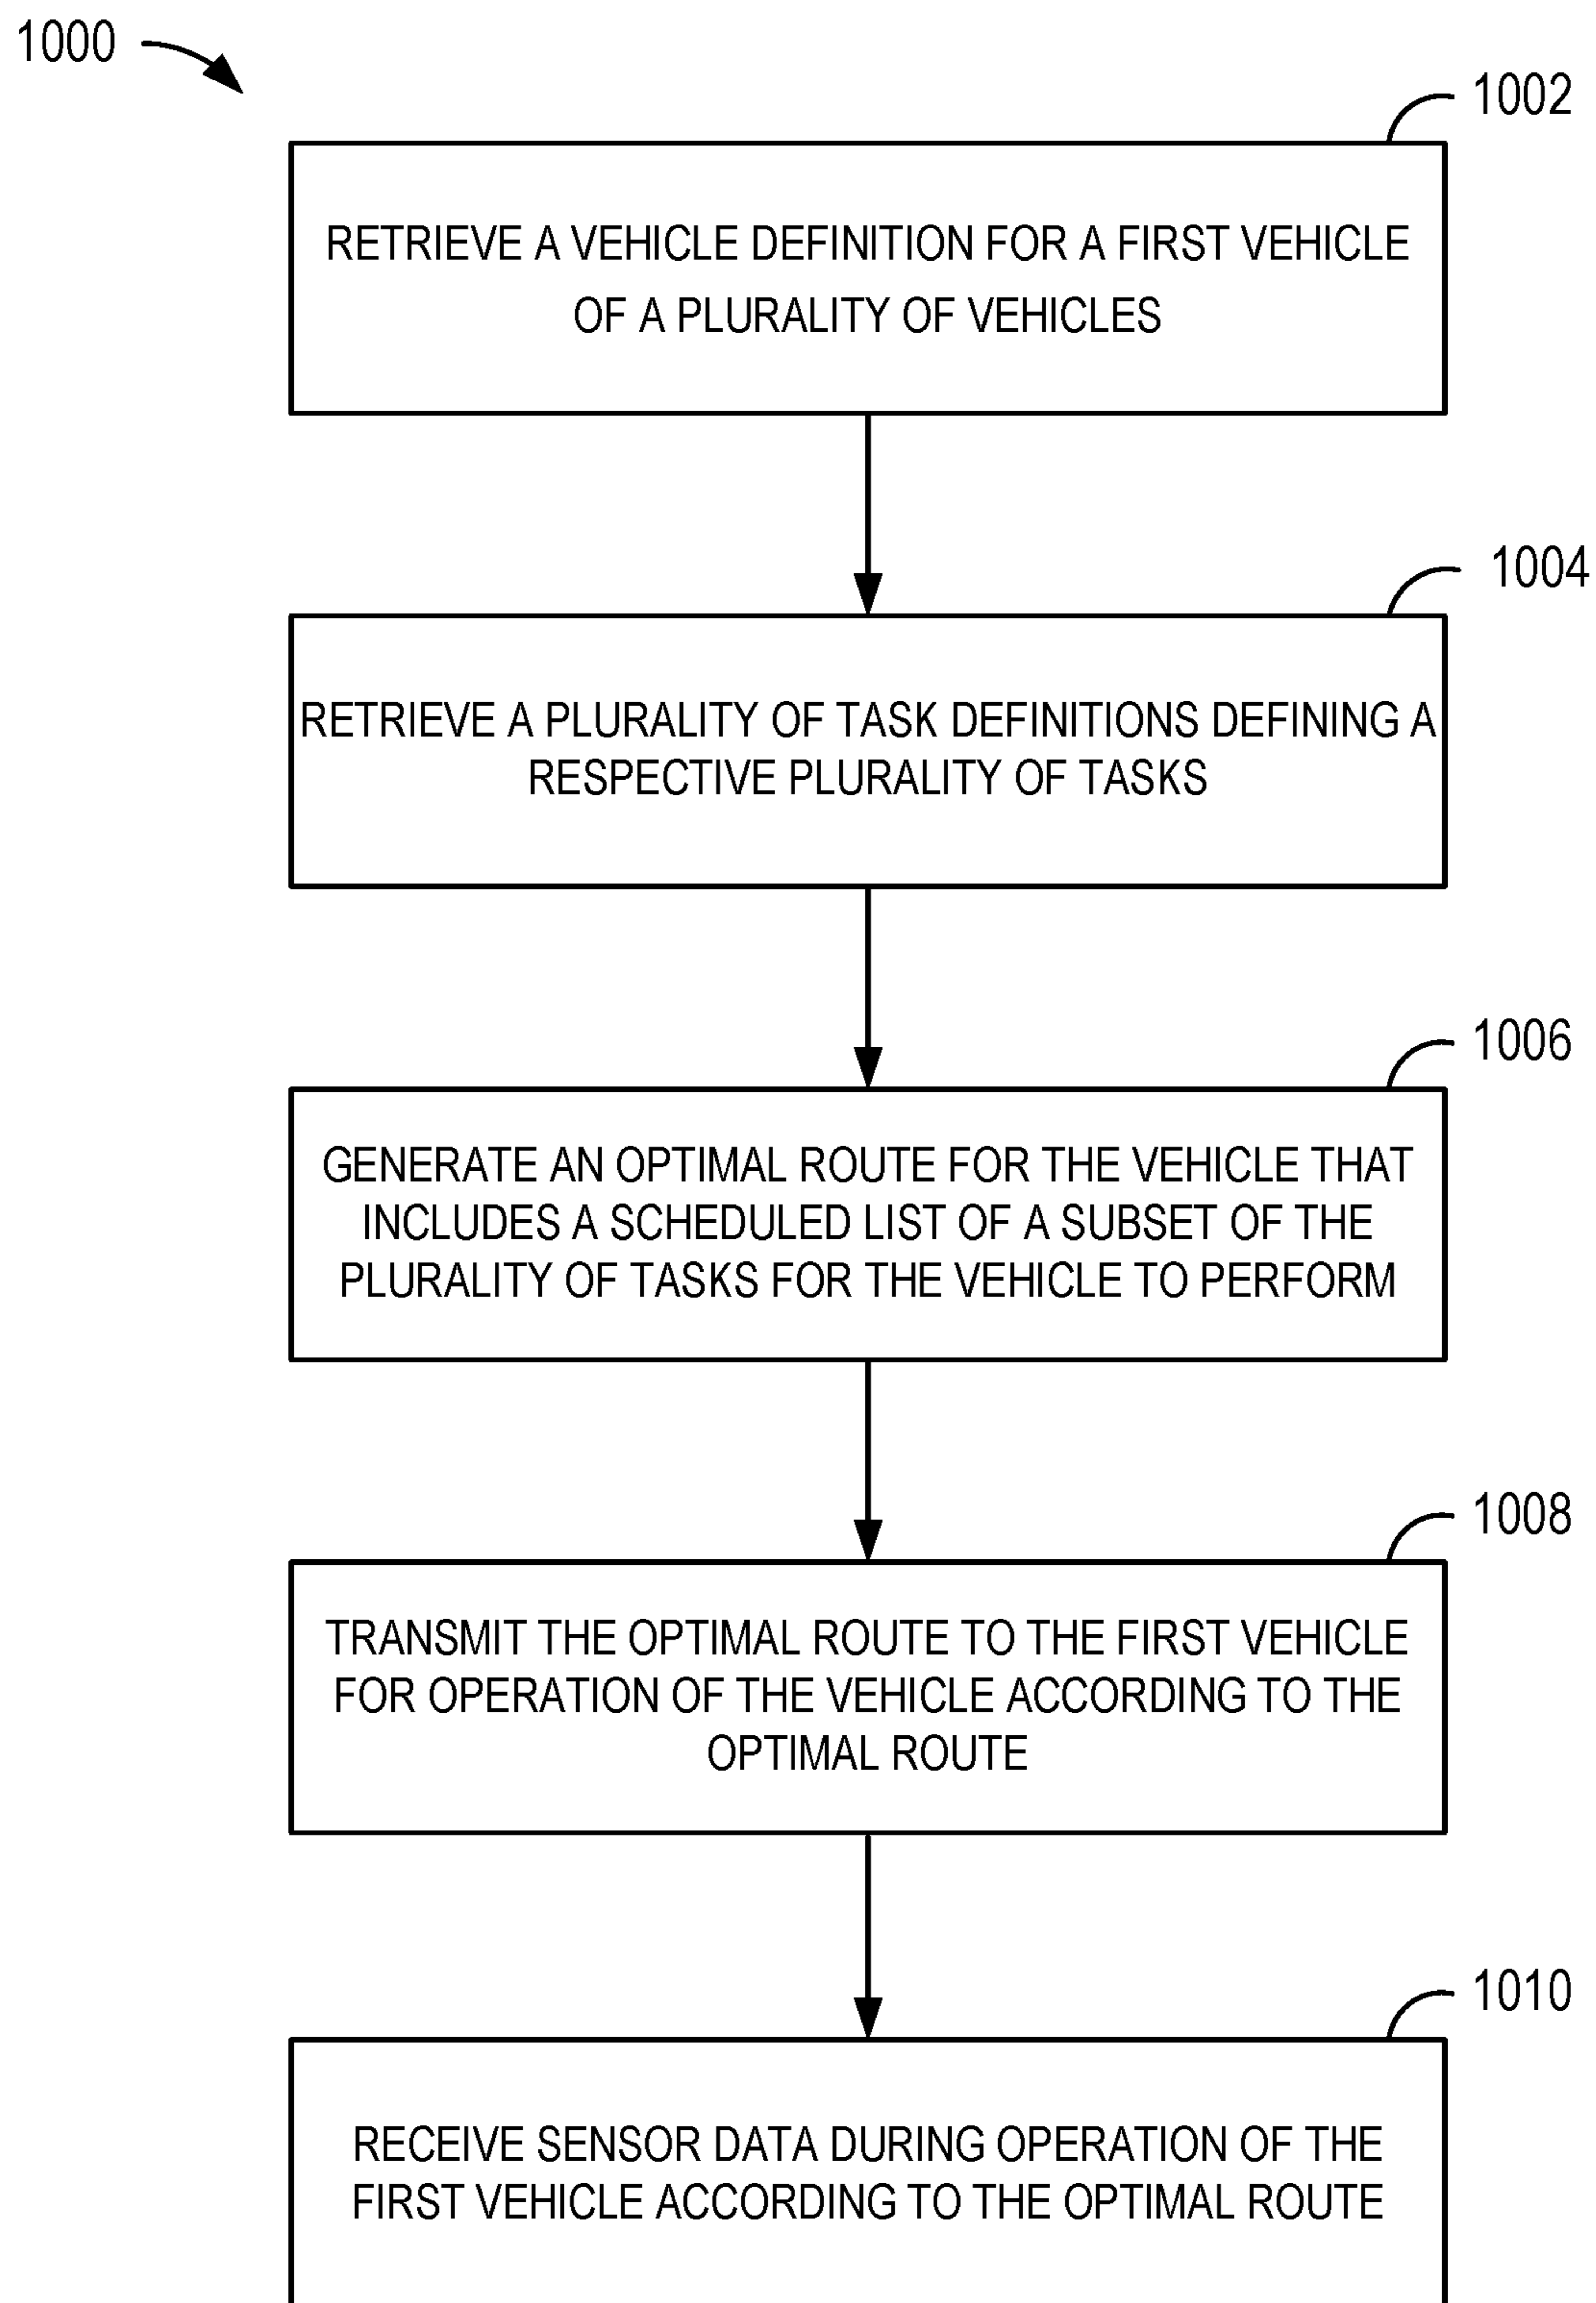 1000
1002
RETRIEVE A VEHICLE DEFINITION FOR A FIRST VEHICLE
OF A PLURALITY OF VEHICLES
1004
RETRIEVE A PLURALITY OF TASK DEFINITIONS DEFINING A
RESPECTIVE PLURALITY OF TASKS
1006
GENERATE AN OPTIMAL ROUTE FOR THE VEHICLE THAT
INCLUDES A SCHEDULED LIST OF A SUBSET OF THE
PLURALITY OF TASKS FOR THE VEHICLE TO PERFORM
1008
TRANSMIT THE OPTIMAL ROUTE TO THE FIRST VEHICLE
FOR OPERATION OF THE VEHICLE ACCORDING TO THE
OPTIMAL ROUTE
1010
RECEIVE SENSOR DATA DURING OPERATION OF THE
FIRST VEHICLE ACCORDING TO THE OPTIMAL ROUTE